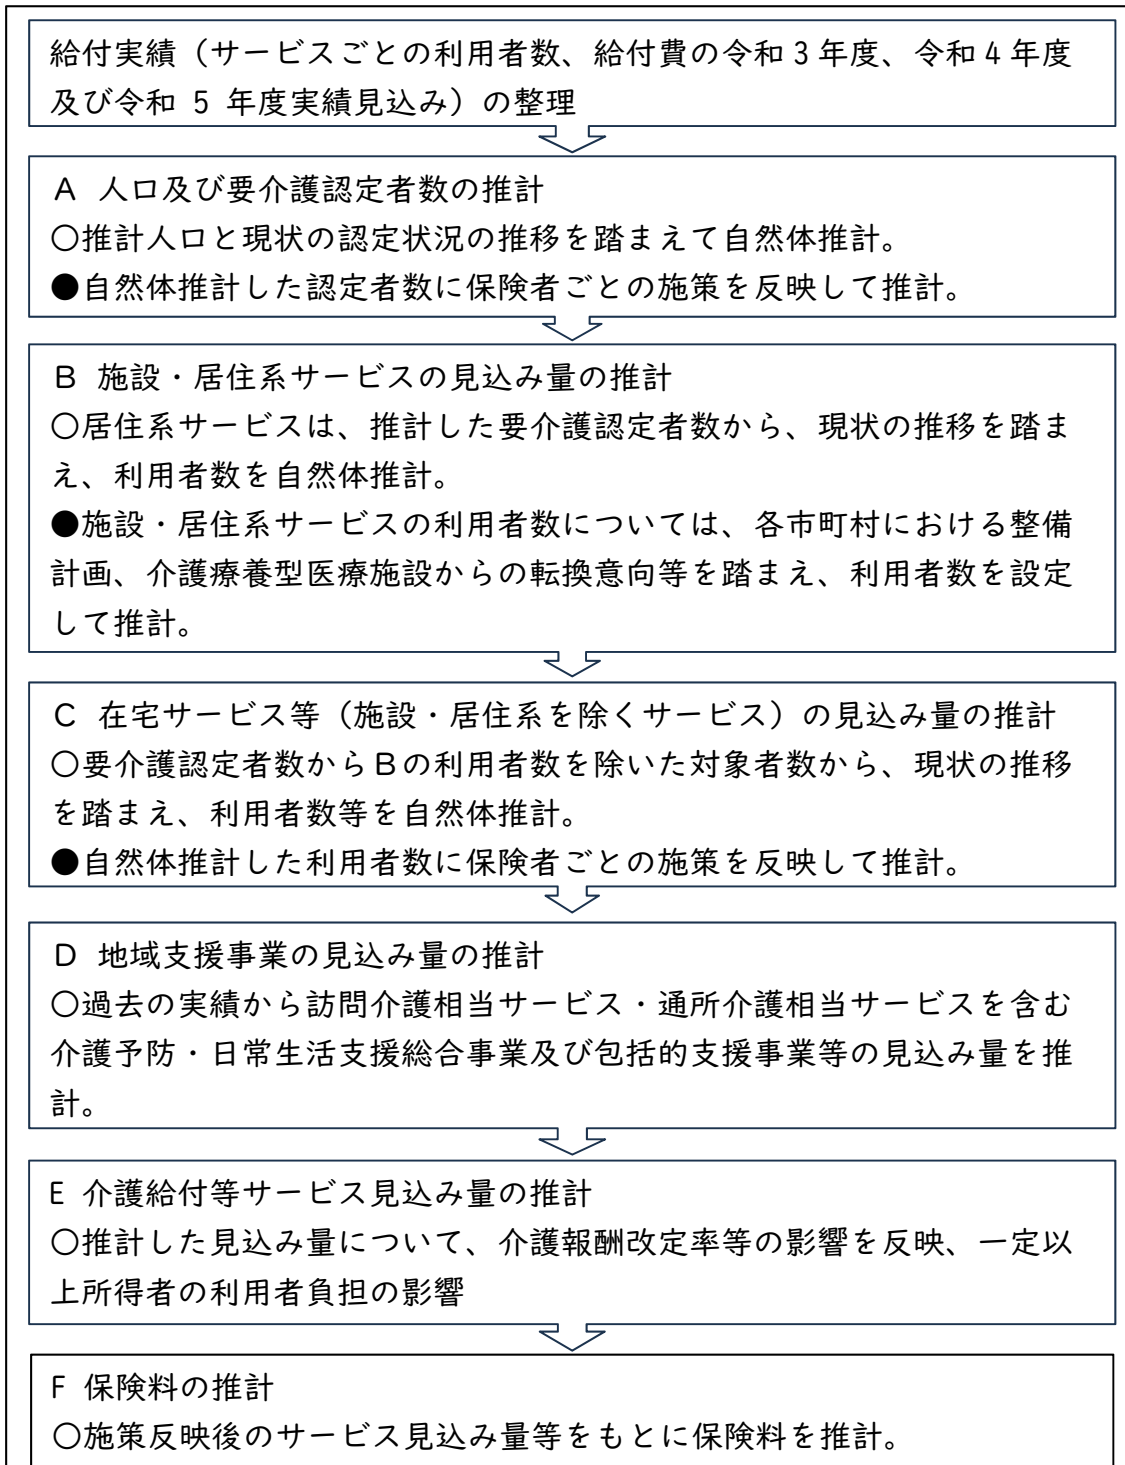 給付実績（サービスごとの利用者数、給付費の令和３年度、令和４年度
及び令和 ５ 年度実績見込み）の整理
Ａ 人口及び要介護認定者数の推計
〇推計人口と現状の認定状況の推移を踏まえて自然体推計。
●自然体推計した認定者数に保険者ごとの施策を反映して推計。
Ｂ 施設・居住系サービスの見込み量の推計
〇居住系サービスは、推計した要介護認定者数から、現状の推移を踏ま
え、利用者数を自然体推計。
●施設・居住系サービスの利用者数については、各市町村における整備
計画、介護療養型医療施設からの転換意向等を踏まえ、利用者数を設定
して推計。
Ｃ 在宅サービス等（施設・居住系を除くサービス）の見込み量の推計
〇要介護認定者数からＢの利用者数を除いた対象者数から、現状の推移
を踏まえ、利用者数等を自然体推計。
●自然体推計した利用者数に保険者ごとの施策を反映して推計。
Ｄ 地域支援事業の見込み量の推計
〇過去の実績から訪問介護相当サービス・通所介護相当サービスを含む
介護予防・日常生活支援総合事業及び包括的支援事業等の見込み量を推
計。
E 介護給付等サービス見込み量の推計
〇推計した見込み量について、介護報酬改定率等の影響を反映、一定以
上所得者の利用者負担の影響
F 保険料の推計
〇施策反映後のサービス見込み量等をもとに保険料を推計。